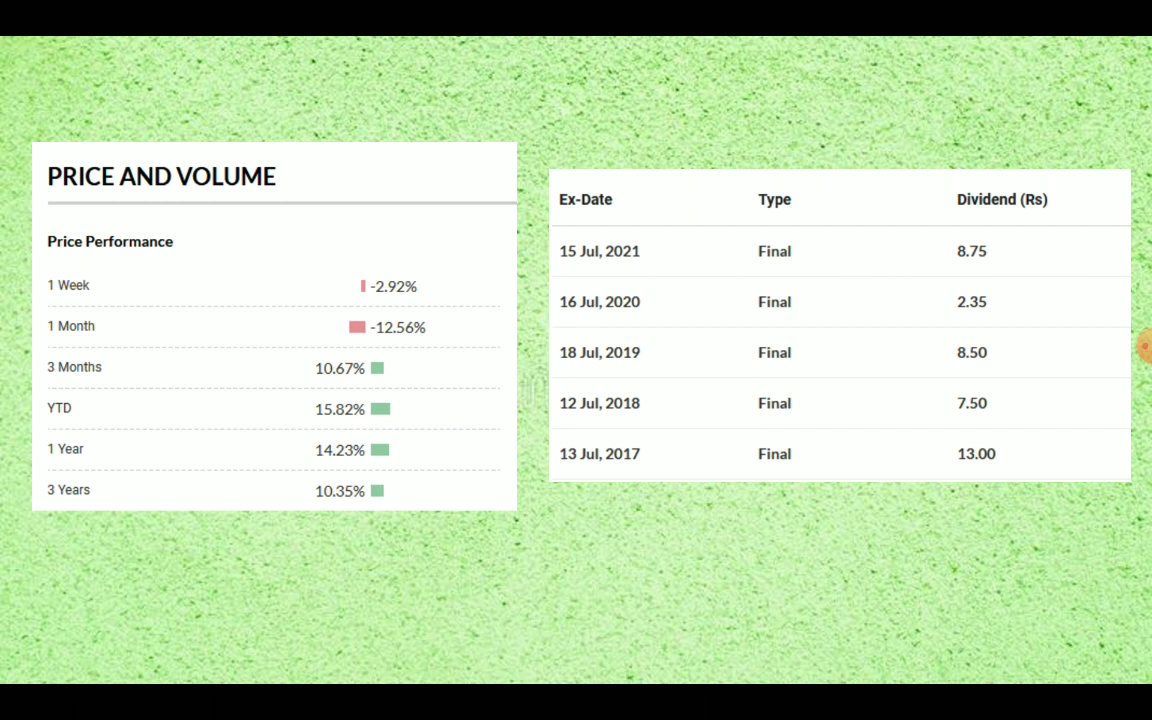 PRICE AND VOLUME
Price Performance
1 Week -2.92%
1 Month -12.56%
3 Months 10.67%
YTD 15.82%
1 Year 14.23%
3 Years 10.35%
Ex-Date Type Dividend (Rs)
15 Jul, 2021 Final 8.75
16 Jul, 2020 Final 2.35
18 Jul, 2019 Final 8.50
12 Jul, 2018 Final 7.50
13 Jul, 2017 Final 13.00